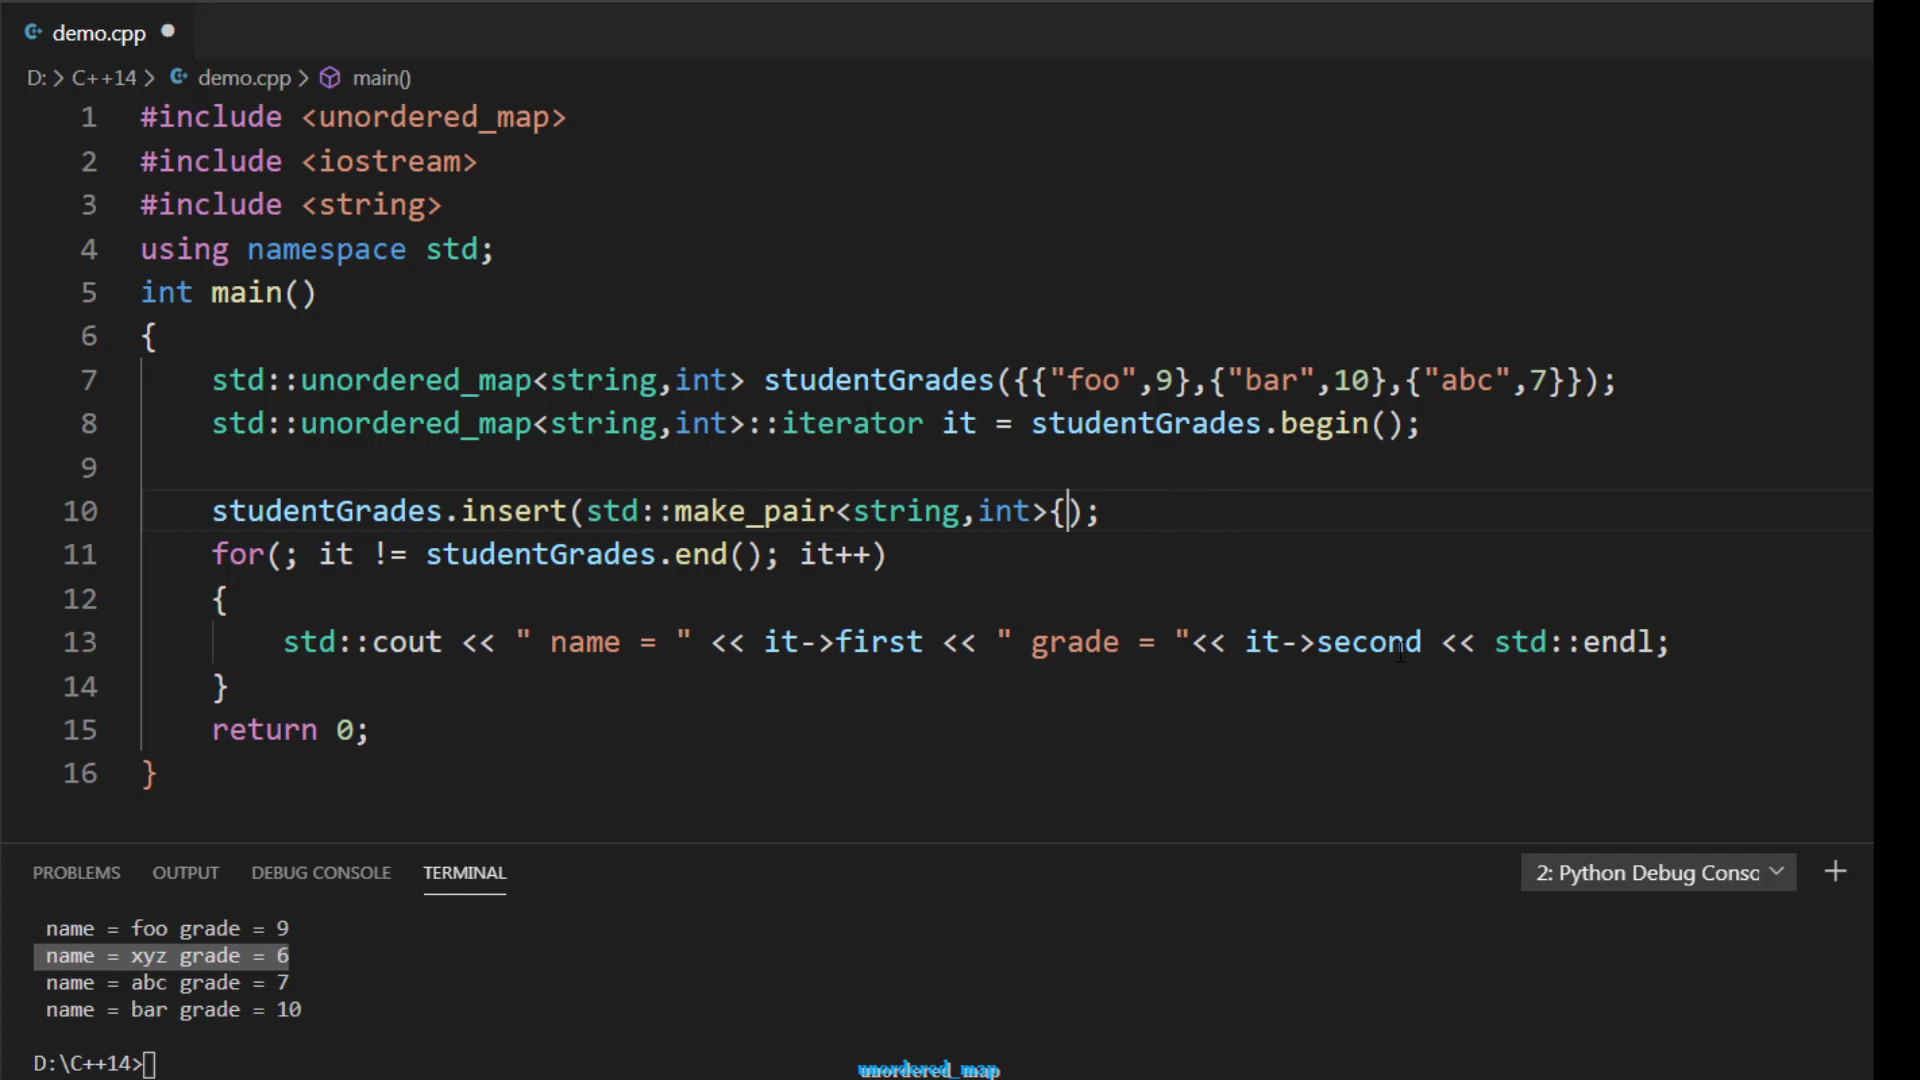 demo.cpp
D: > C++14 > demo.cpp > main()
1 #include <unordered_map>
2 #include <iostream>
3 #include <string>
4 using namespace std;
5 int main()
6 {
7 std::unordered_map<string,int> studentGrades({{"foo",9},{"bar",10},{"abc",7}});
8 std::unordered_map<string,int>::iterator it = studentGrades.begin();
9
10 studentGrades.insert(std::make_pair<string,int>{);
11 for(; it != studentGrades.end(); it++)
12 {
13 std::cout << " name = " << it->first << " grade = "<< it->second << std::endl;
14 }
15 return 0;
16 }
PROBLEMS OUTPUT DEBUG CONSOLE TERMINAL 2: Python Debug Consc
name = foo grade = 9
name = xyz grade = 6
name = abc grade = 7
name = bar grade = 10
D:\C++14>
unordered_map